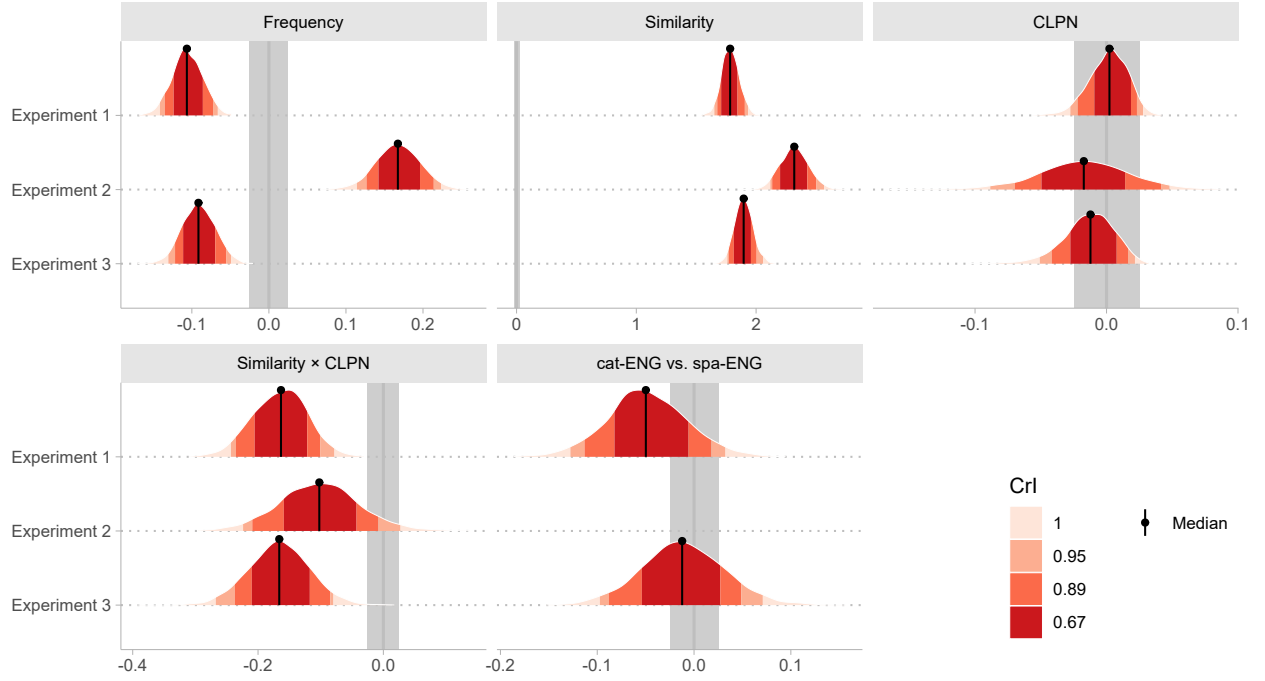 Frequency Similarity CLPN
Experiment 1
Experiment 2
Experiment 3
-0.1 0.0 0.1 0.2 0 1 2 -0.1 0.0 0.1
Similarity × CLPN cat-ENG vs. spa-ENG
Experiment 1
Experiment 2
Experiment 3
-0.4 -0.2 0.0 -0.2 -0.1 0.0 0.1
CrI
1
0.95
0.89
0.67
Median